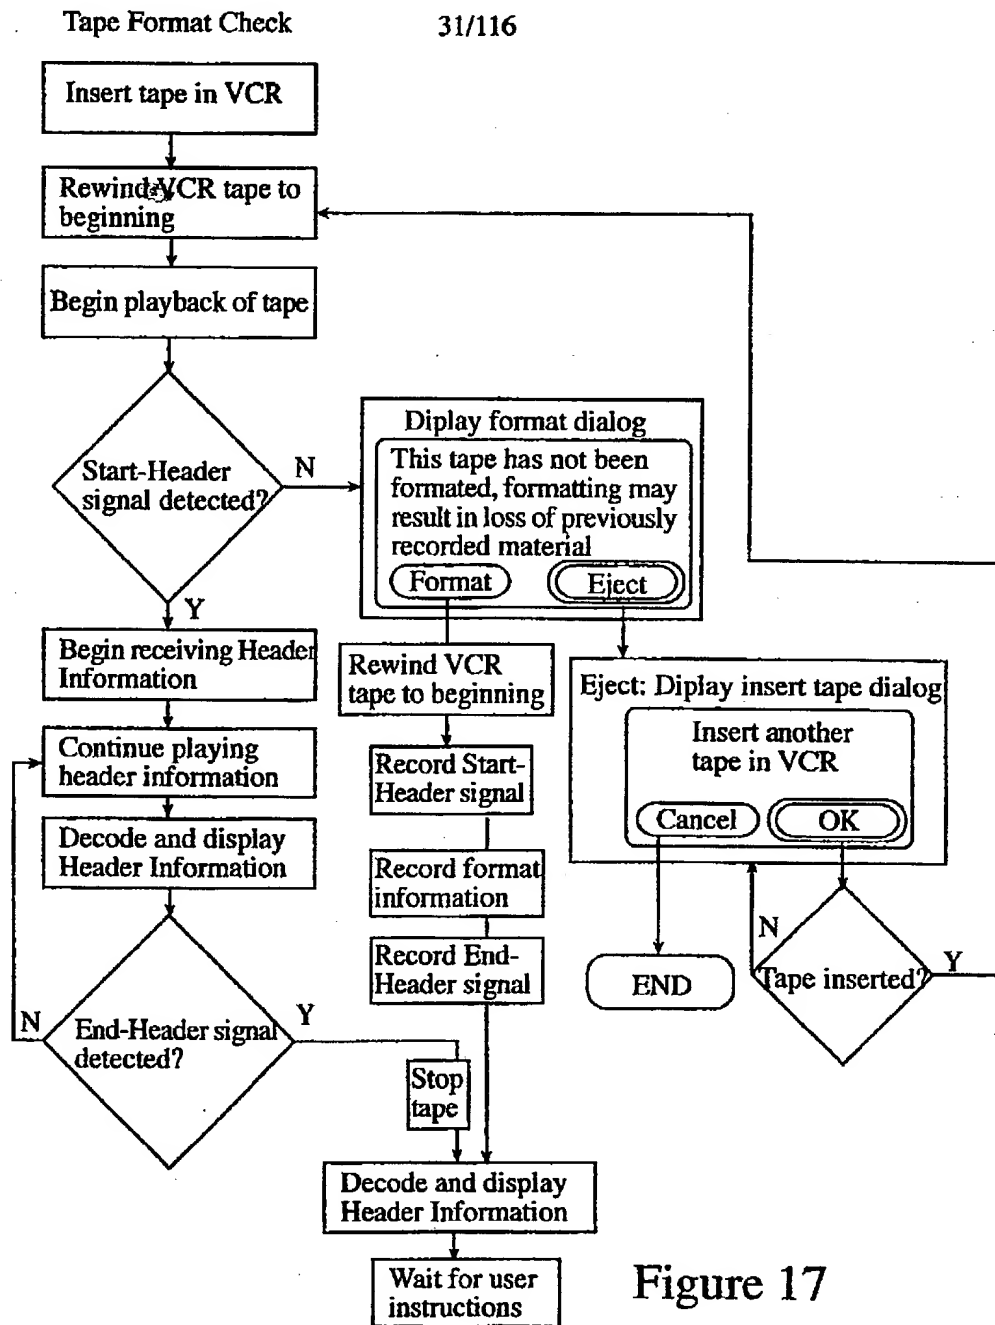 Tape Format Check
31/116
Insert tape in VCR
Rewind VCR tape to
beginning
Begin playback of tape
Start-Header
signal detected?
N
Y
Diplay format dialog
This tape has not been
formated, formatting may
result in loss of previously
recorded material
Format
Eject
Begin receiving Header
Information
Continue playing
header information
Decode and display
Header Information
End-Header signal
detected?
N
Y
Rewind VCR
tape to beginning
Record Start-
Header signal
Record format
information
Record End-
Header signal
Stop
tape
Eject: Diplay insert tape dialog
Insert another
tape in VCR
Cancel
OK
END
N
Tape inserted?
Y
Decode and display
Header Information
Wait for user
instructions
Figure 17